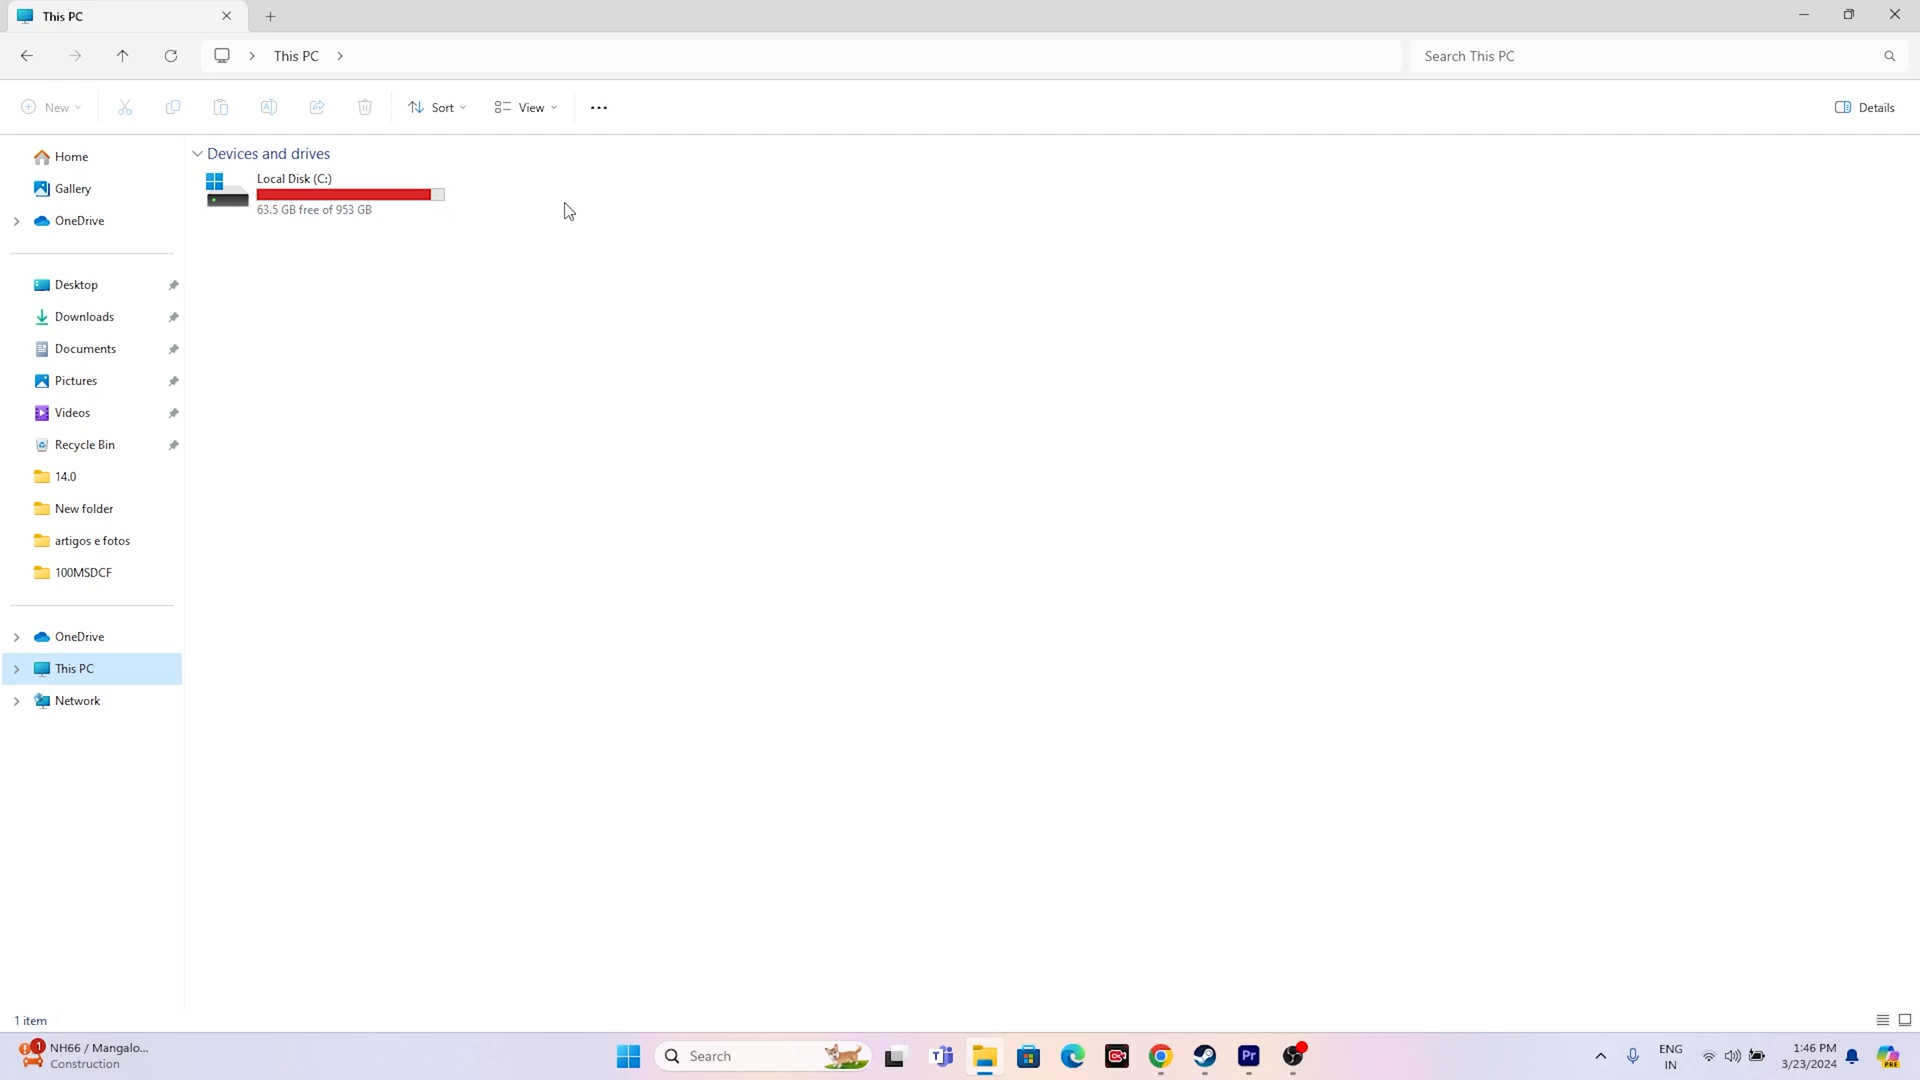 This PC
This PC
Search This PC
New
Sort
View
Details
Home
Gallery
OneDrive
Desktop
Downloads
Documents
Pictures
Videos
Recycle Bin
14.0
New folder
artigos e fotos
100MSDCF
OneDrive
This PC
Network
Devices and drives
Local Disk (C:)
63.5 GB free of 953 GB
1 item
1
NH66 / Mangalo...
Construction
Search
Pr
ENG
IN
1:46 PM
3/23/2024
PRE